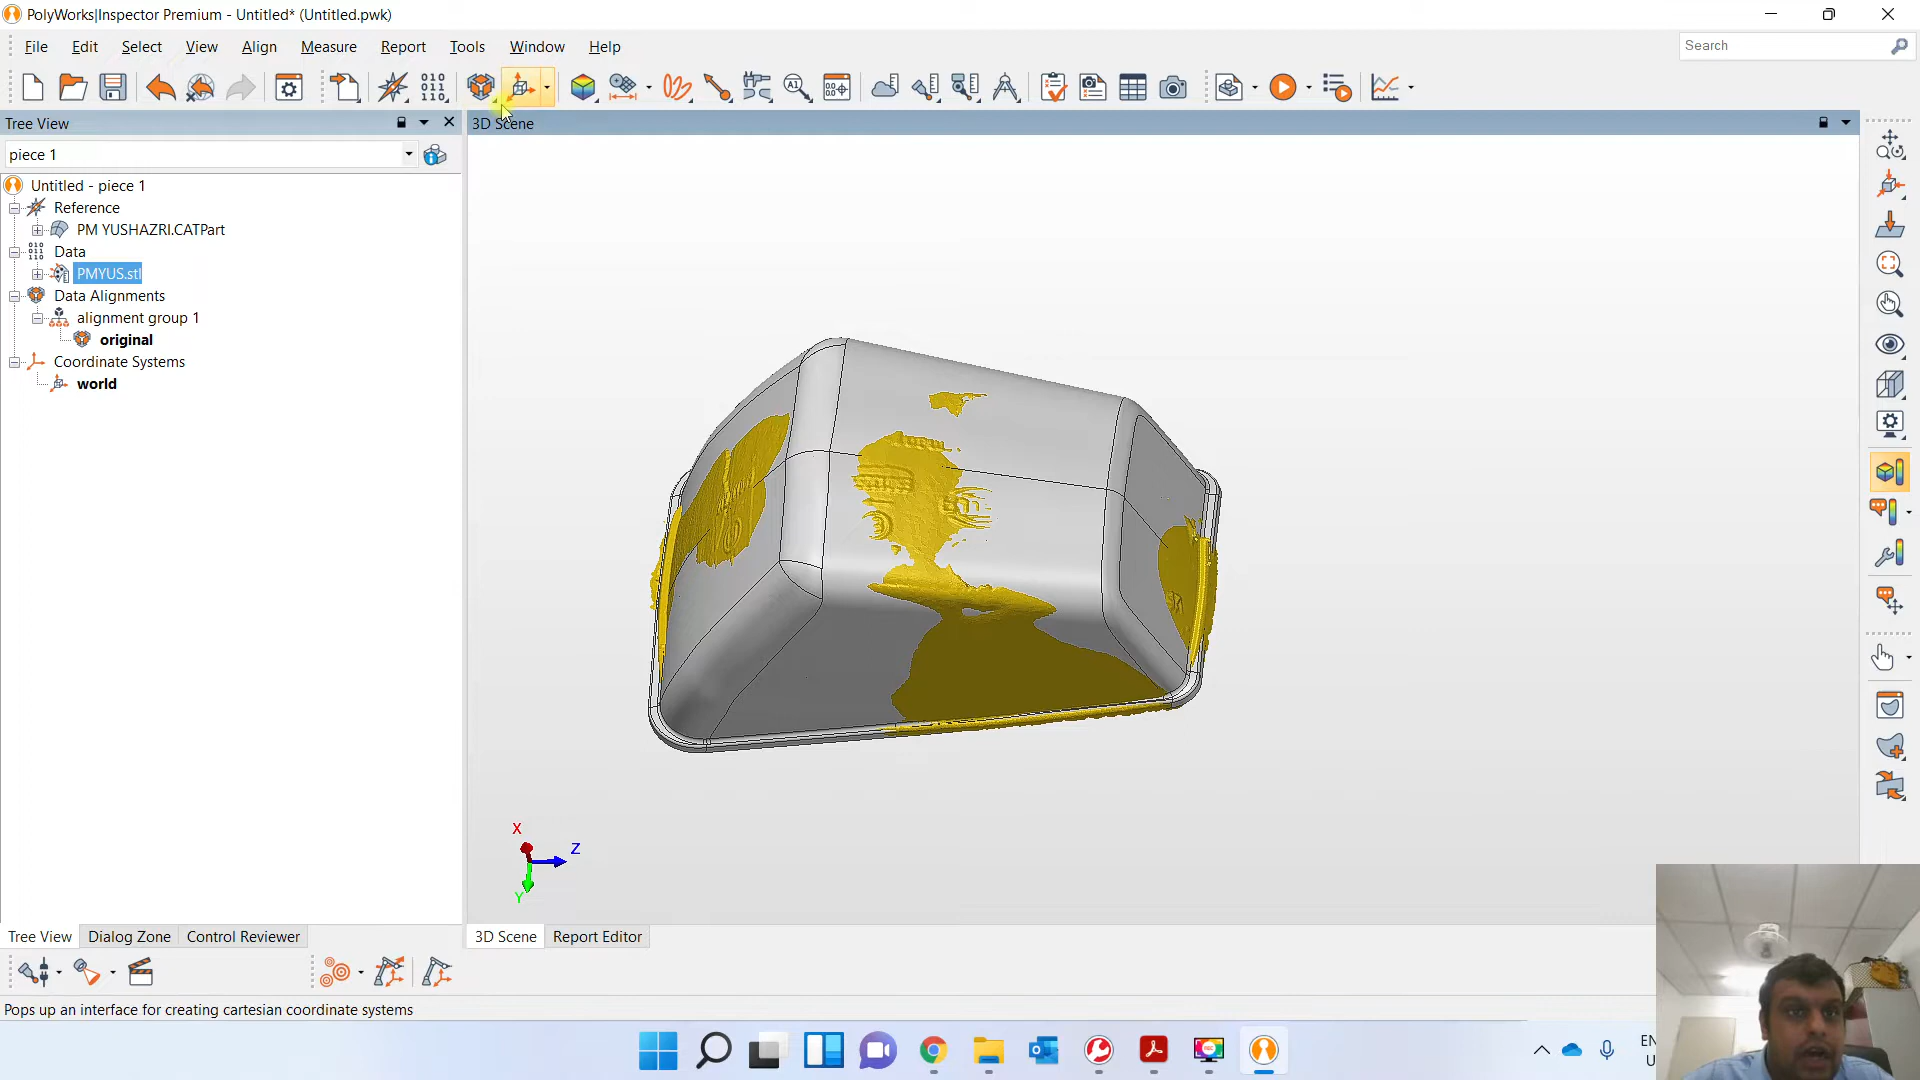 PolyWorks|Inspector Premium - Untitled* (Untitled.pwk)
File Edit Select View Align Measure Report Tools Window Help
Search
Tree View
3D Scene
piece 1
Untitled - piece 1
Reference
PM YUSHAZRI.CATPart
Data
PMYUS.stl
Data Alignments
alignment group 1
original
Coordinate Systems
world
X
Z
Y
Tree View Dialog Zone Control Reviewer
3D Scene Report Editor
Pops up an interface for creating cartesian coordinate systems